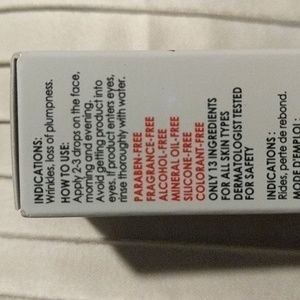 INDICATIONS:
Wrinkles, loss of plumpness.
HOW TO USE:
Apply 2-3 drops on the face,
morning and evening.
Avoid getting product into
eyes. If product enters eyes,
rinse thoroughly with water.
PARABEN-FREE
FRAGRANCE-FREE
ALCOHOL-FREE
MINERAL OIL-FREE
SILICONE-FREE
COLORANT-FREE
ONLY 13 INGREDIENTS
FOR ALL SKIN TYPES
DERMATOLOGIST TESTED
FOR SAFETY
INDICATIONS:
Rides, perte de rebond.
MODE D'EMPLOI: